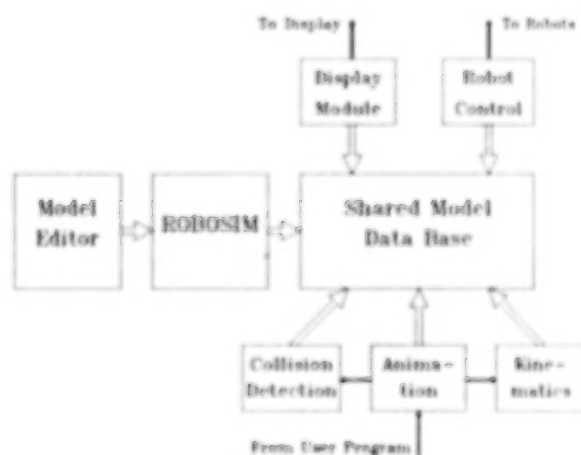 To Display
To Robots
Display
Module
Robot
Control
Model
Editor
ROBOSIM
Shared Model
Data Base
Collision
Detection
Anima-
tion
Kine-
matics
From User Program